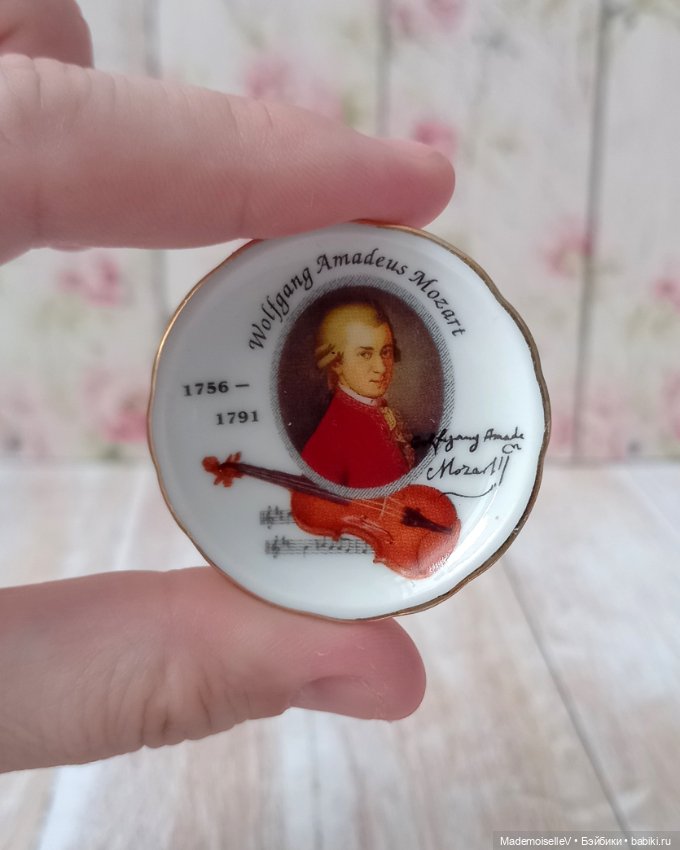 Wolfgang Amadeus Mozart
1756 –
1791
Wolfgang Amade
Mozart
MademoiselleV • Бэйбики • babiki.ru